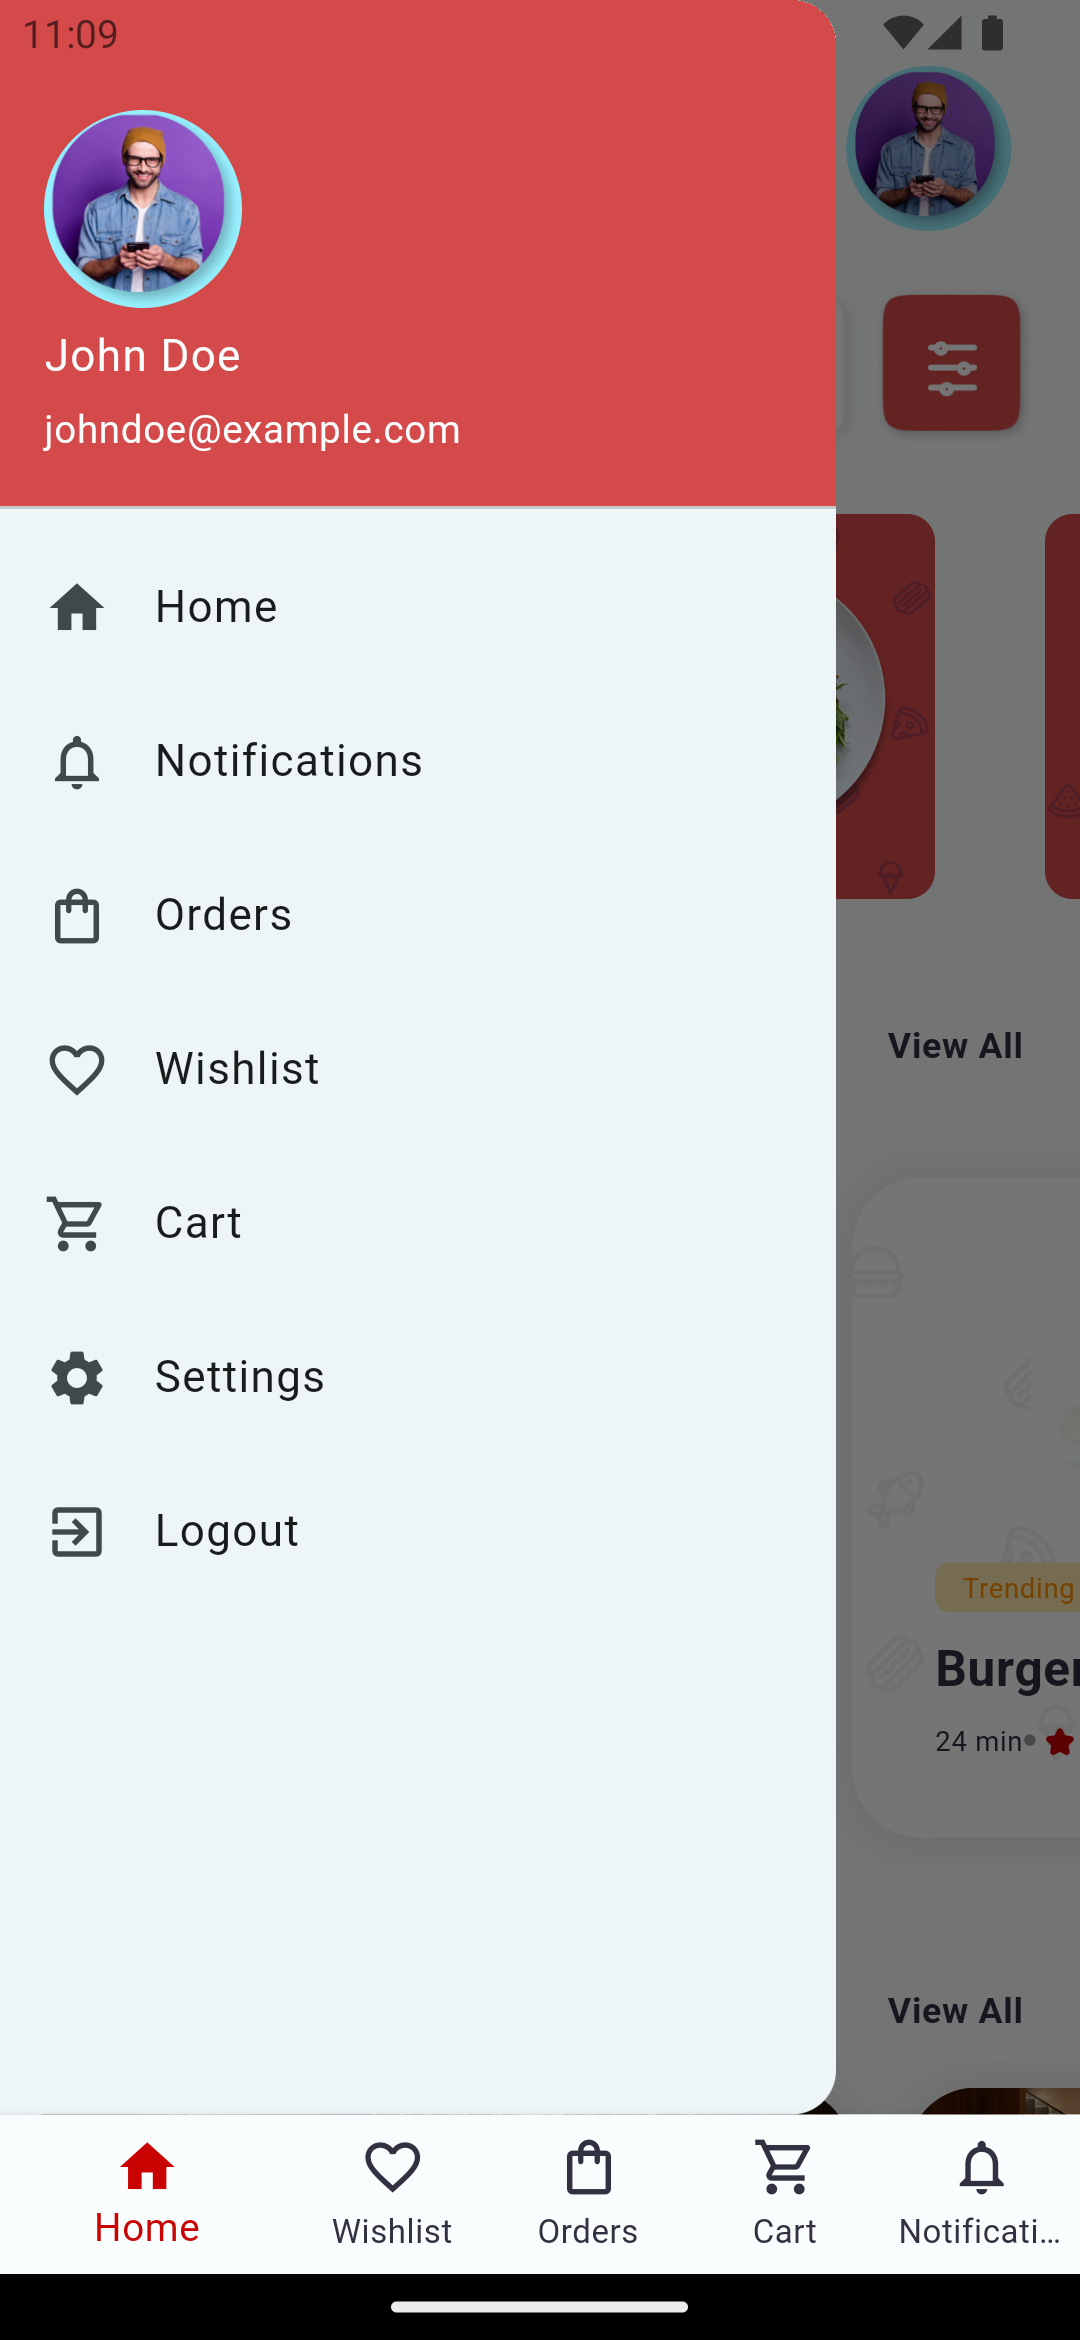 11:09
John Doe
johndoe@example.com
Home
Notifications
Orders
Wishlist
Cart
Settings
Logout
View All
Trending
Burger
24 min
View All
Home
Wishlist
Orders
Cart
Notificati…